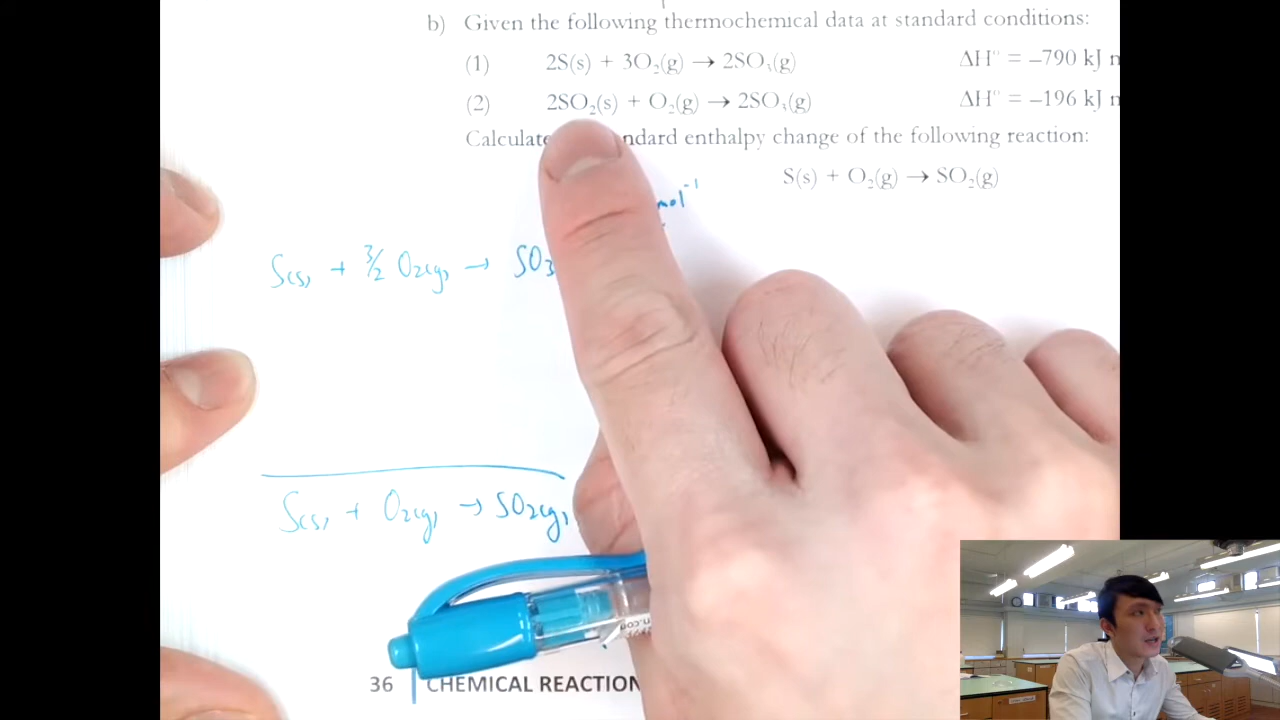 b) Given the following thermochemical data at standard conditions:
(1) 2S(s) + 3O₂(g) → 2SO₃(g) ΔH° = –790 kJ
(2) 2SO₂(s) + O₂(g) → 2SO₃(g) ΔH° = –196 kJ
Calculate enthalpy change of the following reaction:
S(s) + O₂(g) → SO₂(g)
mol⁻¹
S(s) + 3/2 O₂(g) → SO₃
S(s) + O₂(g) → SO₂(g)
36 CHEMICAL